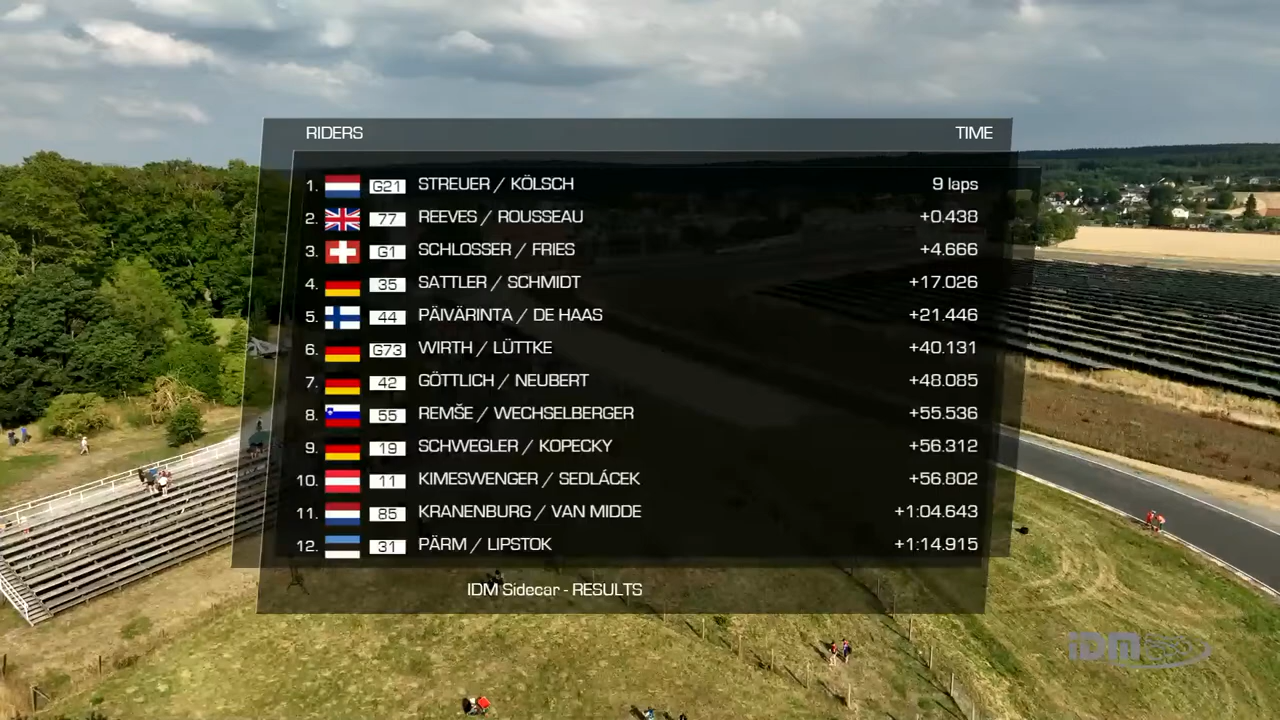 RIDERS TIME
1. G21 STREUER / KÖLSCH 9 laps
2. 77 REEVES / ROUSSEAU +0.438
3. G1 SCHLOSSER / FRIES +4.666
4. 35 SATTLER / SCHMIDT +17.026
5. 44 PÄIVÄRINTA / DE HAAS +21.446
6. G73 WIRTH / LÜTTKE +40.131
7. 42 GÖTTLICH / NEUBERT +48.085
8. 55 REMŠE / WECHSELBERGER +55.536
9. 19 SCHWEGLER / KOPECKY +56.312
10. 11 KIMESWENGER / SEDLÁCEK +56.802
11. 85 KRANENBURG / VAN MIDDE +1:04.643
12. 31 PÄRM / LIPSTOK +1:14.915
IDM Sidecar - RESULTS
IDM